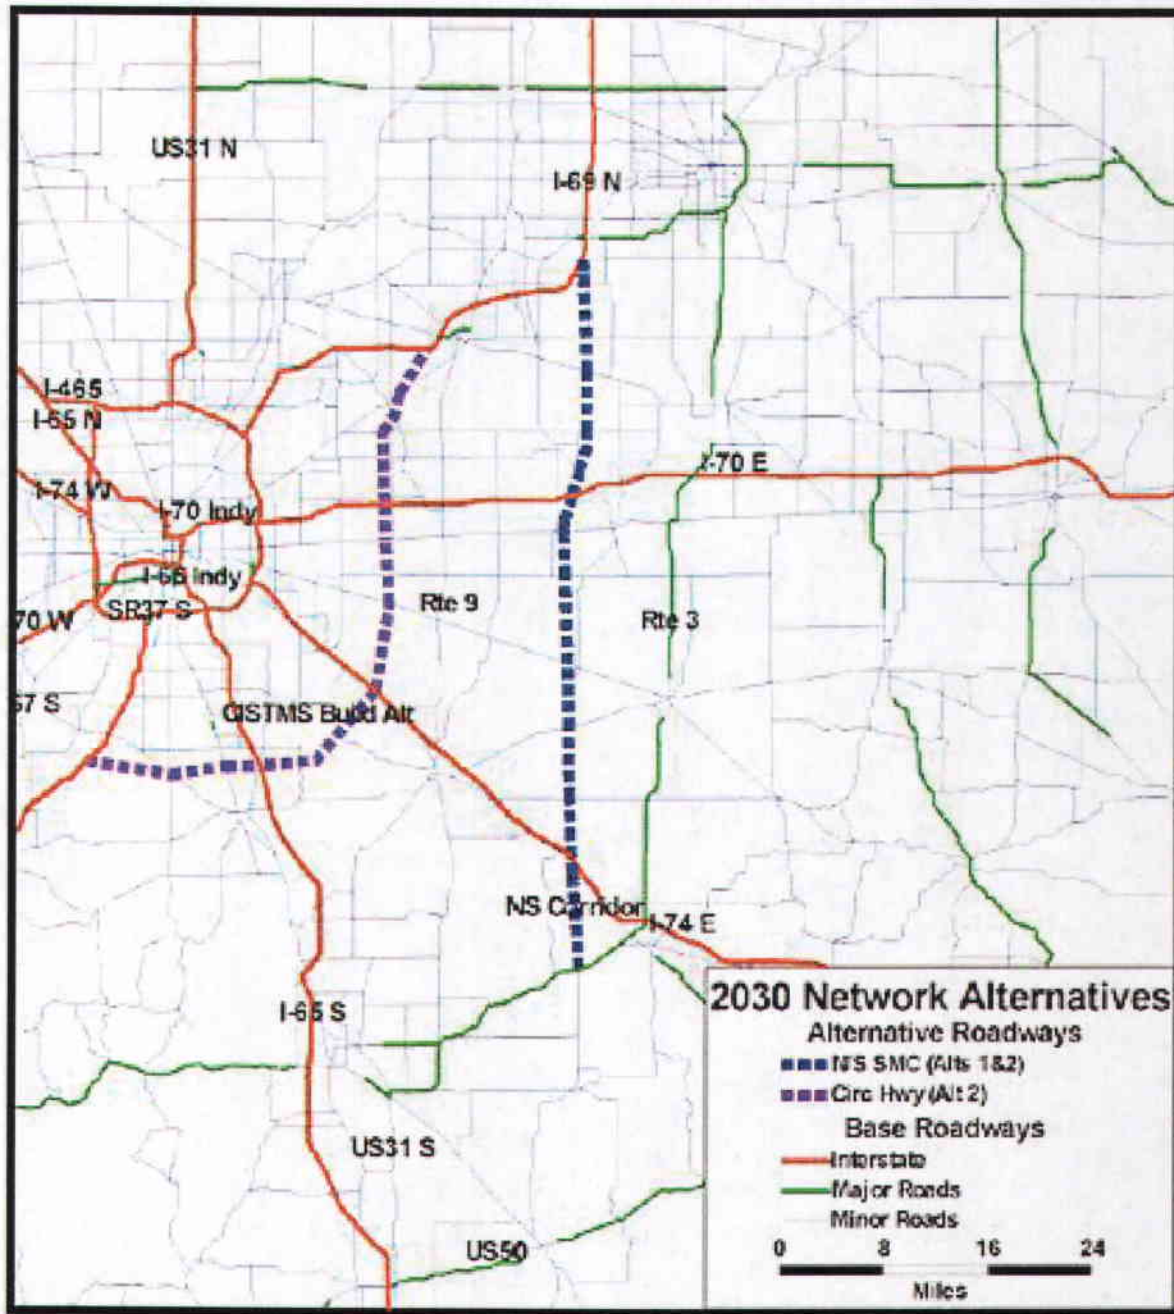 US31 N
I-69 N
I-465
I-65 N
I-74 W
I-70 E
I-70 Indy
I-65 Indy
SR37 S
70 W
Rte 9
Rte 3
37 S
CISTMS Build Alt
NS Corridor
I-74 E
I-65 S
US31 S
US50
2030 Network Alternatives
Alternative Roadways
N/S SMC (Alts 1&2)
Circ Hwy (Alt 2)
Base Roadways
Interstate
Major Roads
Minor Roads
0 8 16 24
Miles